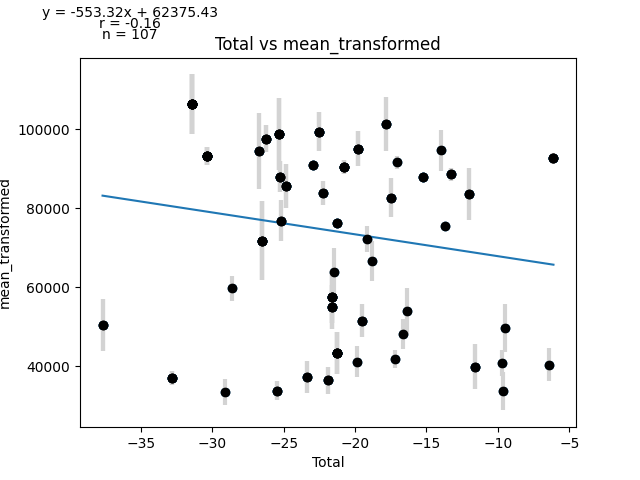 y = -553.32x + 62375.43
r = -0.16
n = 107
Total vs mean_transformed
100000
80000
60000
40000
mean_transformed
−35
−30
−25
−20
−15
−10
−5
Total